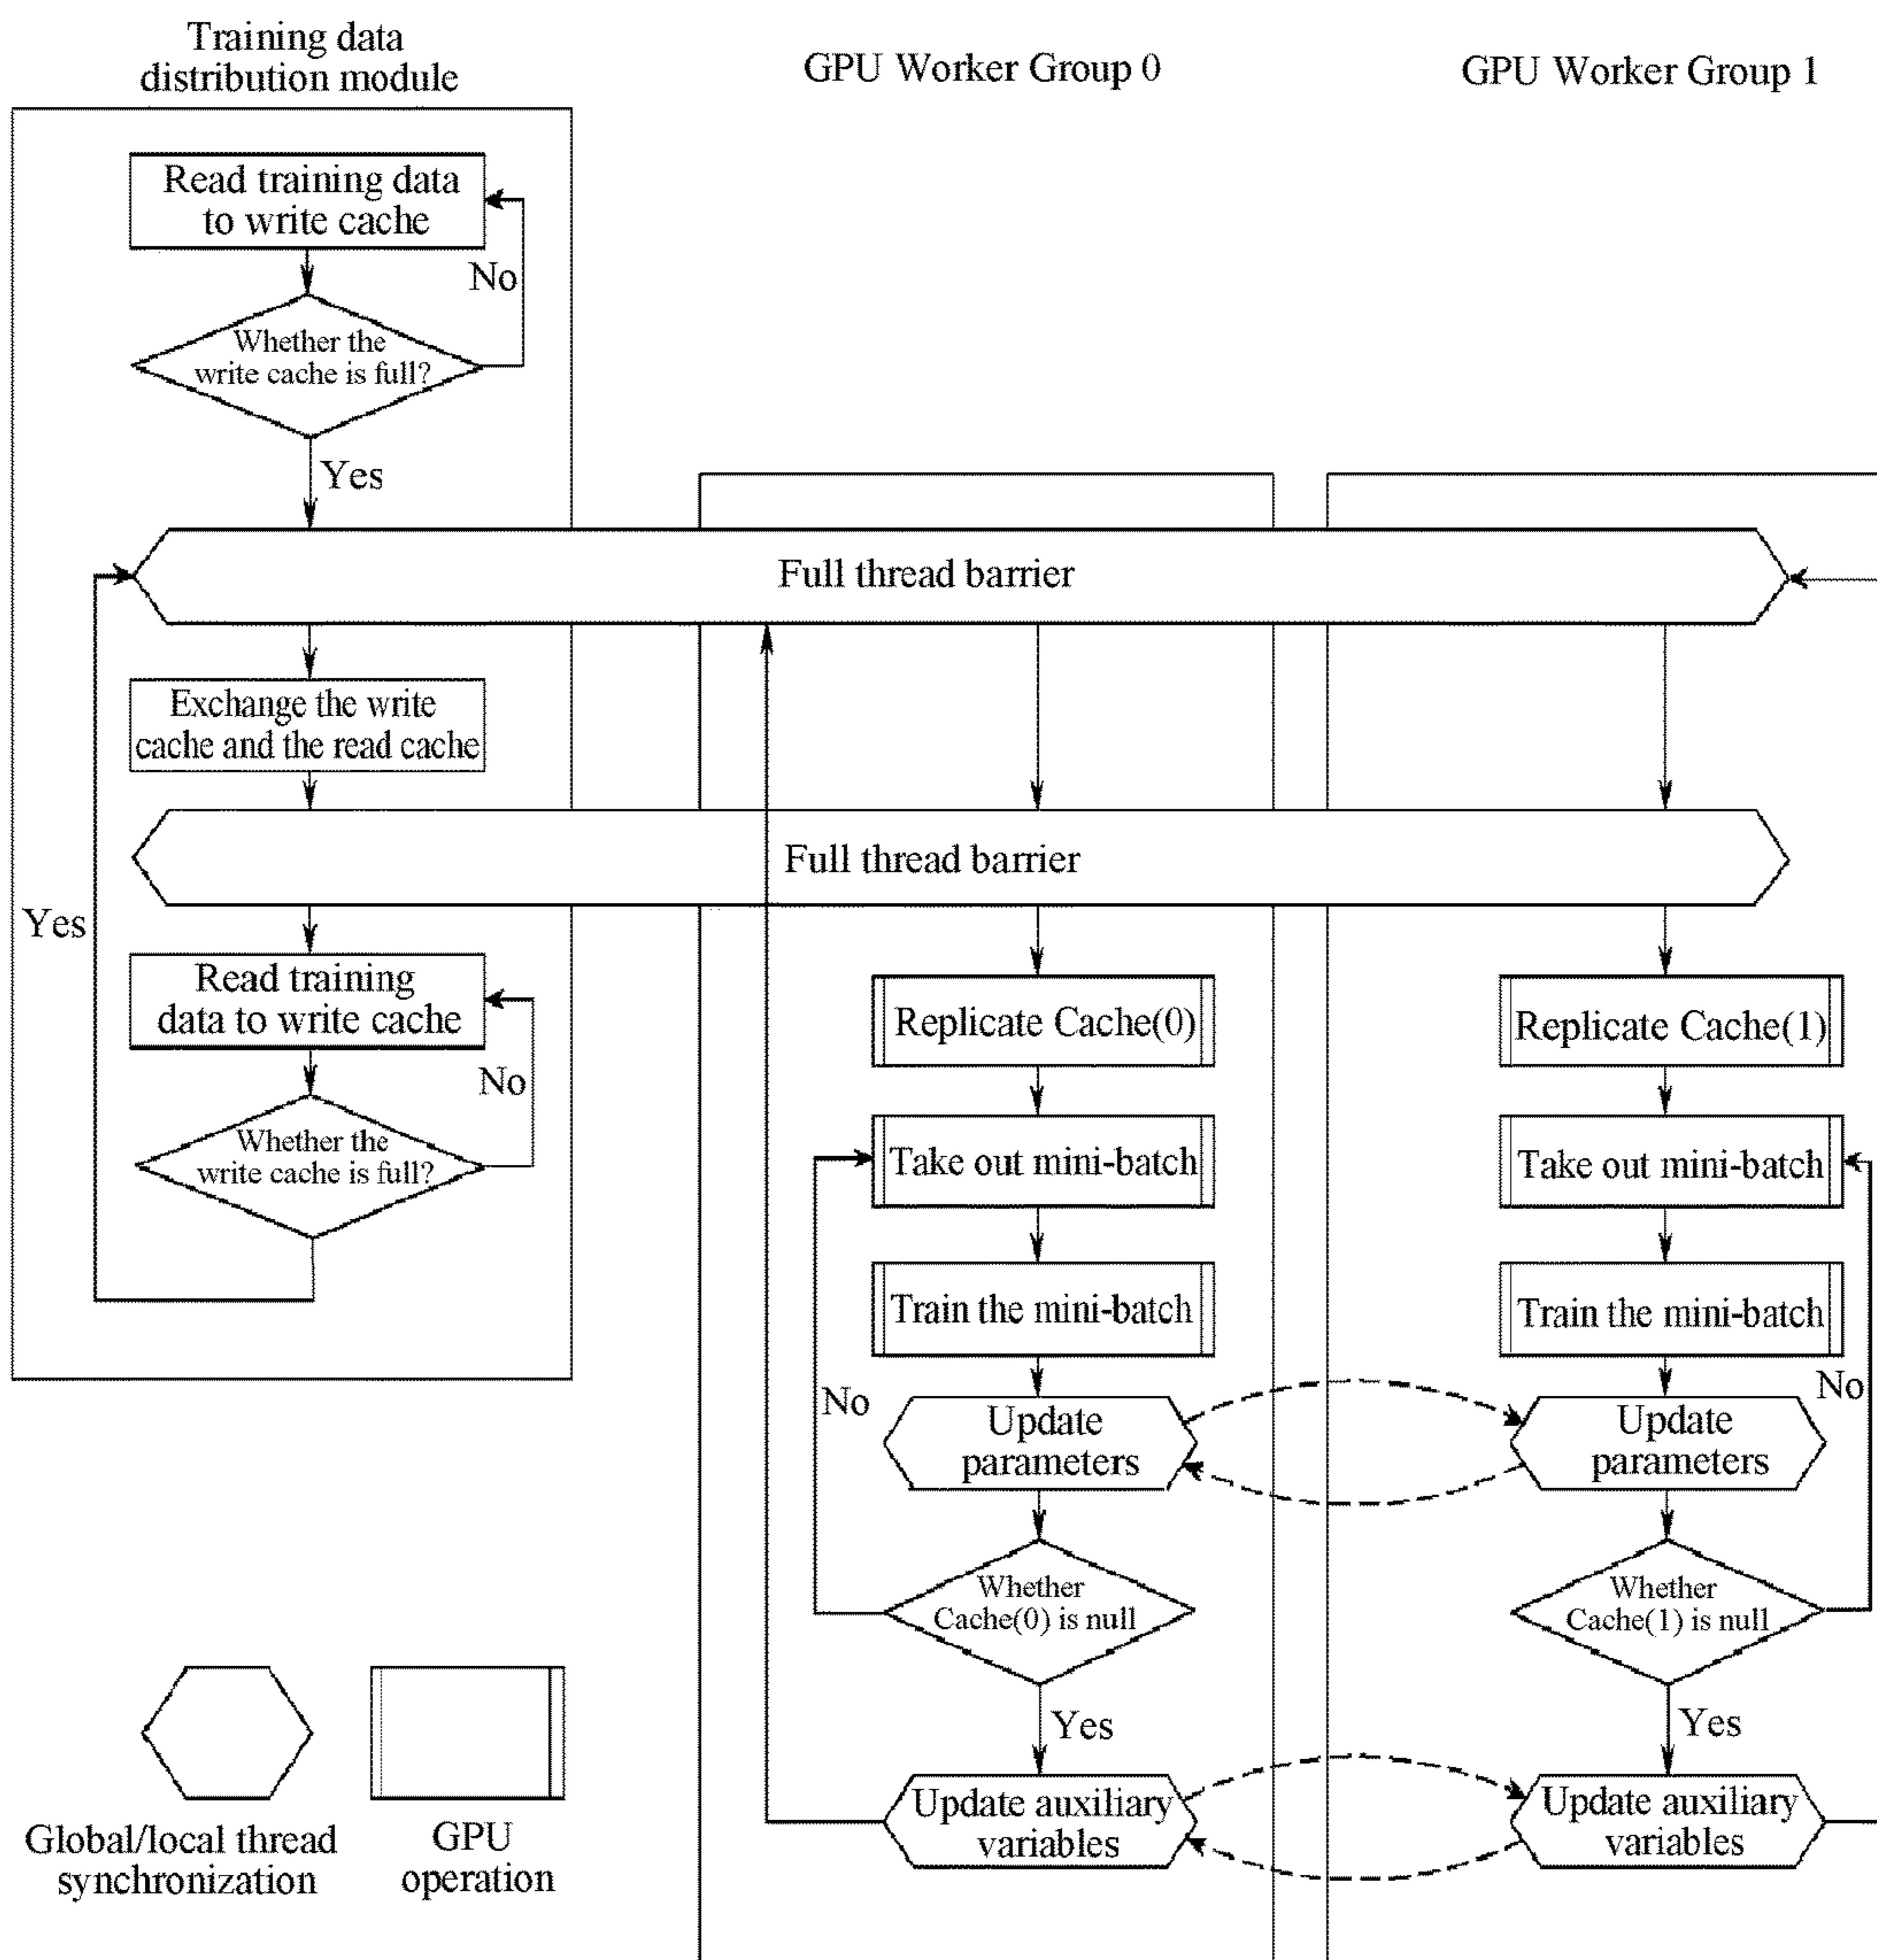 Training data
distribution module
GPU Worker Group 0
GPU Worker Group 1
Read training data
to write cache
No
Whether the
write cache is full?
Yes
Full thread barrier
Exchange the write
cache and the read cache
Full thread barrier
Yes
Read training
data to write cache
No
Whether the
write cache is full?
Replicate Cache(0)
Take out mini-batch
Train the mini-batch
No
Update
parameters
Whether
Cache(0) is null
Yes
Update auxiliary
variables
Replicate Cache(1)
Take out mini-batch
Train the mini-batch
No
Update
parameters
Whether
Cache(1) is null
Yes
Update auxiliary
variables
Global/local thread
synchronization
GPU
operation